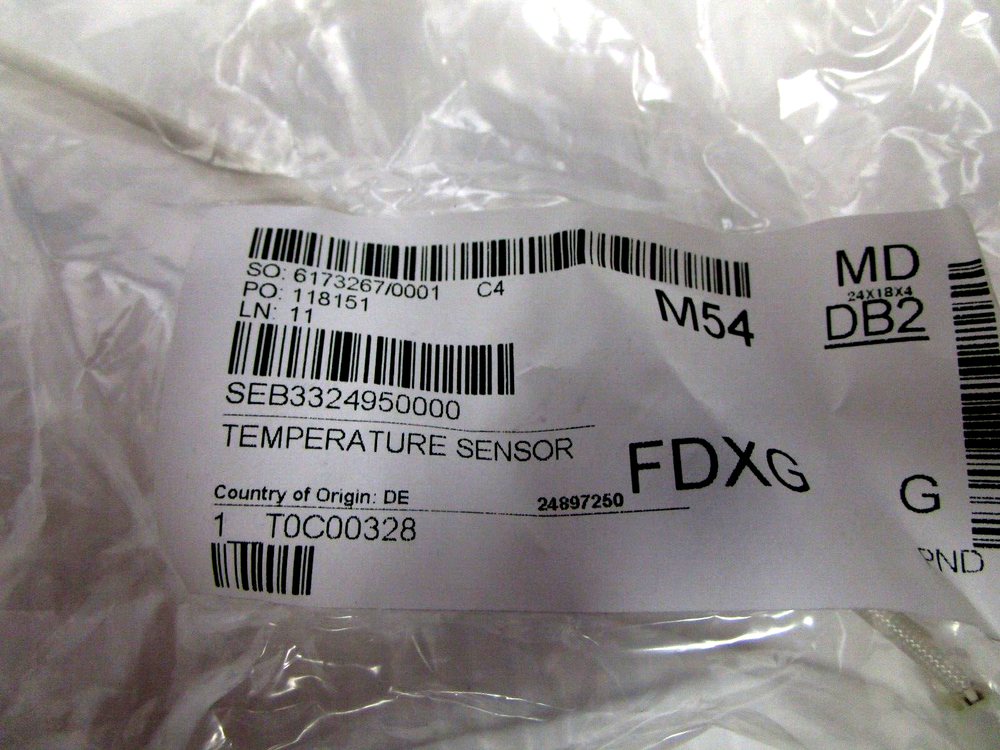 SO: 6173267/0001 C4
PO: 118151
LN: 11
M54
MD
24X18X4
DB2
SEB3324950000
TEMPERATURE SENSOR
FDXG
Country of Origin: DE
24897250
G
1 T0C00328
PND